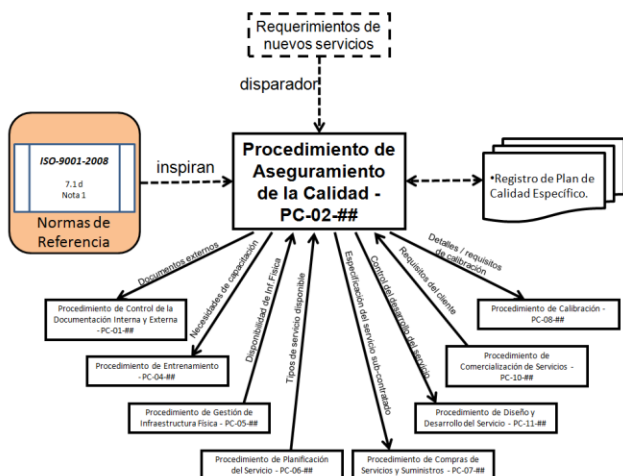 Requerimientos de
nuevos servicios
disparador
ISO-9001-2008
7.1 d
Nota 1
Normas de
Referencia
inspiran
Procedimiento de
Aseguramiento
de la Calidad -
PC-02-##
•Registro de Plan de
Calidad Específico.
Documentos externos
Necesidades de capacitación
Disponibilidad de Inf.Física
Tipos de servicio disponible
Especificación del servicio sub-contratado
Control del desarrollo del servicio
Requisitos del cliente
Detalles / requisitos
de calibración
Procedimiento de Control de la
Documentación Interna y Externa
- PC-01-##
Procedimiento de Entrenamiento
- PC-04-##
Procedimiento de Gestión de
Infraestructura Física - PC-05-##
Procedimiento de Planificación
del Servicio - PC-06-##
Procedimiento de Compras de
Servicios y Suministros - PC-07-##
Procedimiento de Diseño y
Desarrollo del Servicio - PC-11-##
Procedimiento de
Comercialización de Servicios -
PC-10-##
Procedimiento de Calibración -
PC-08-##